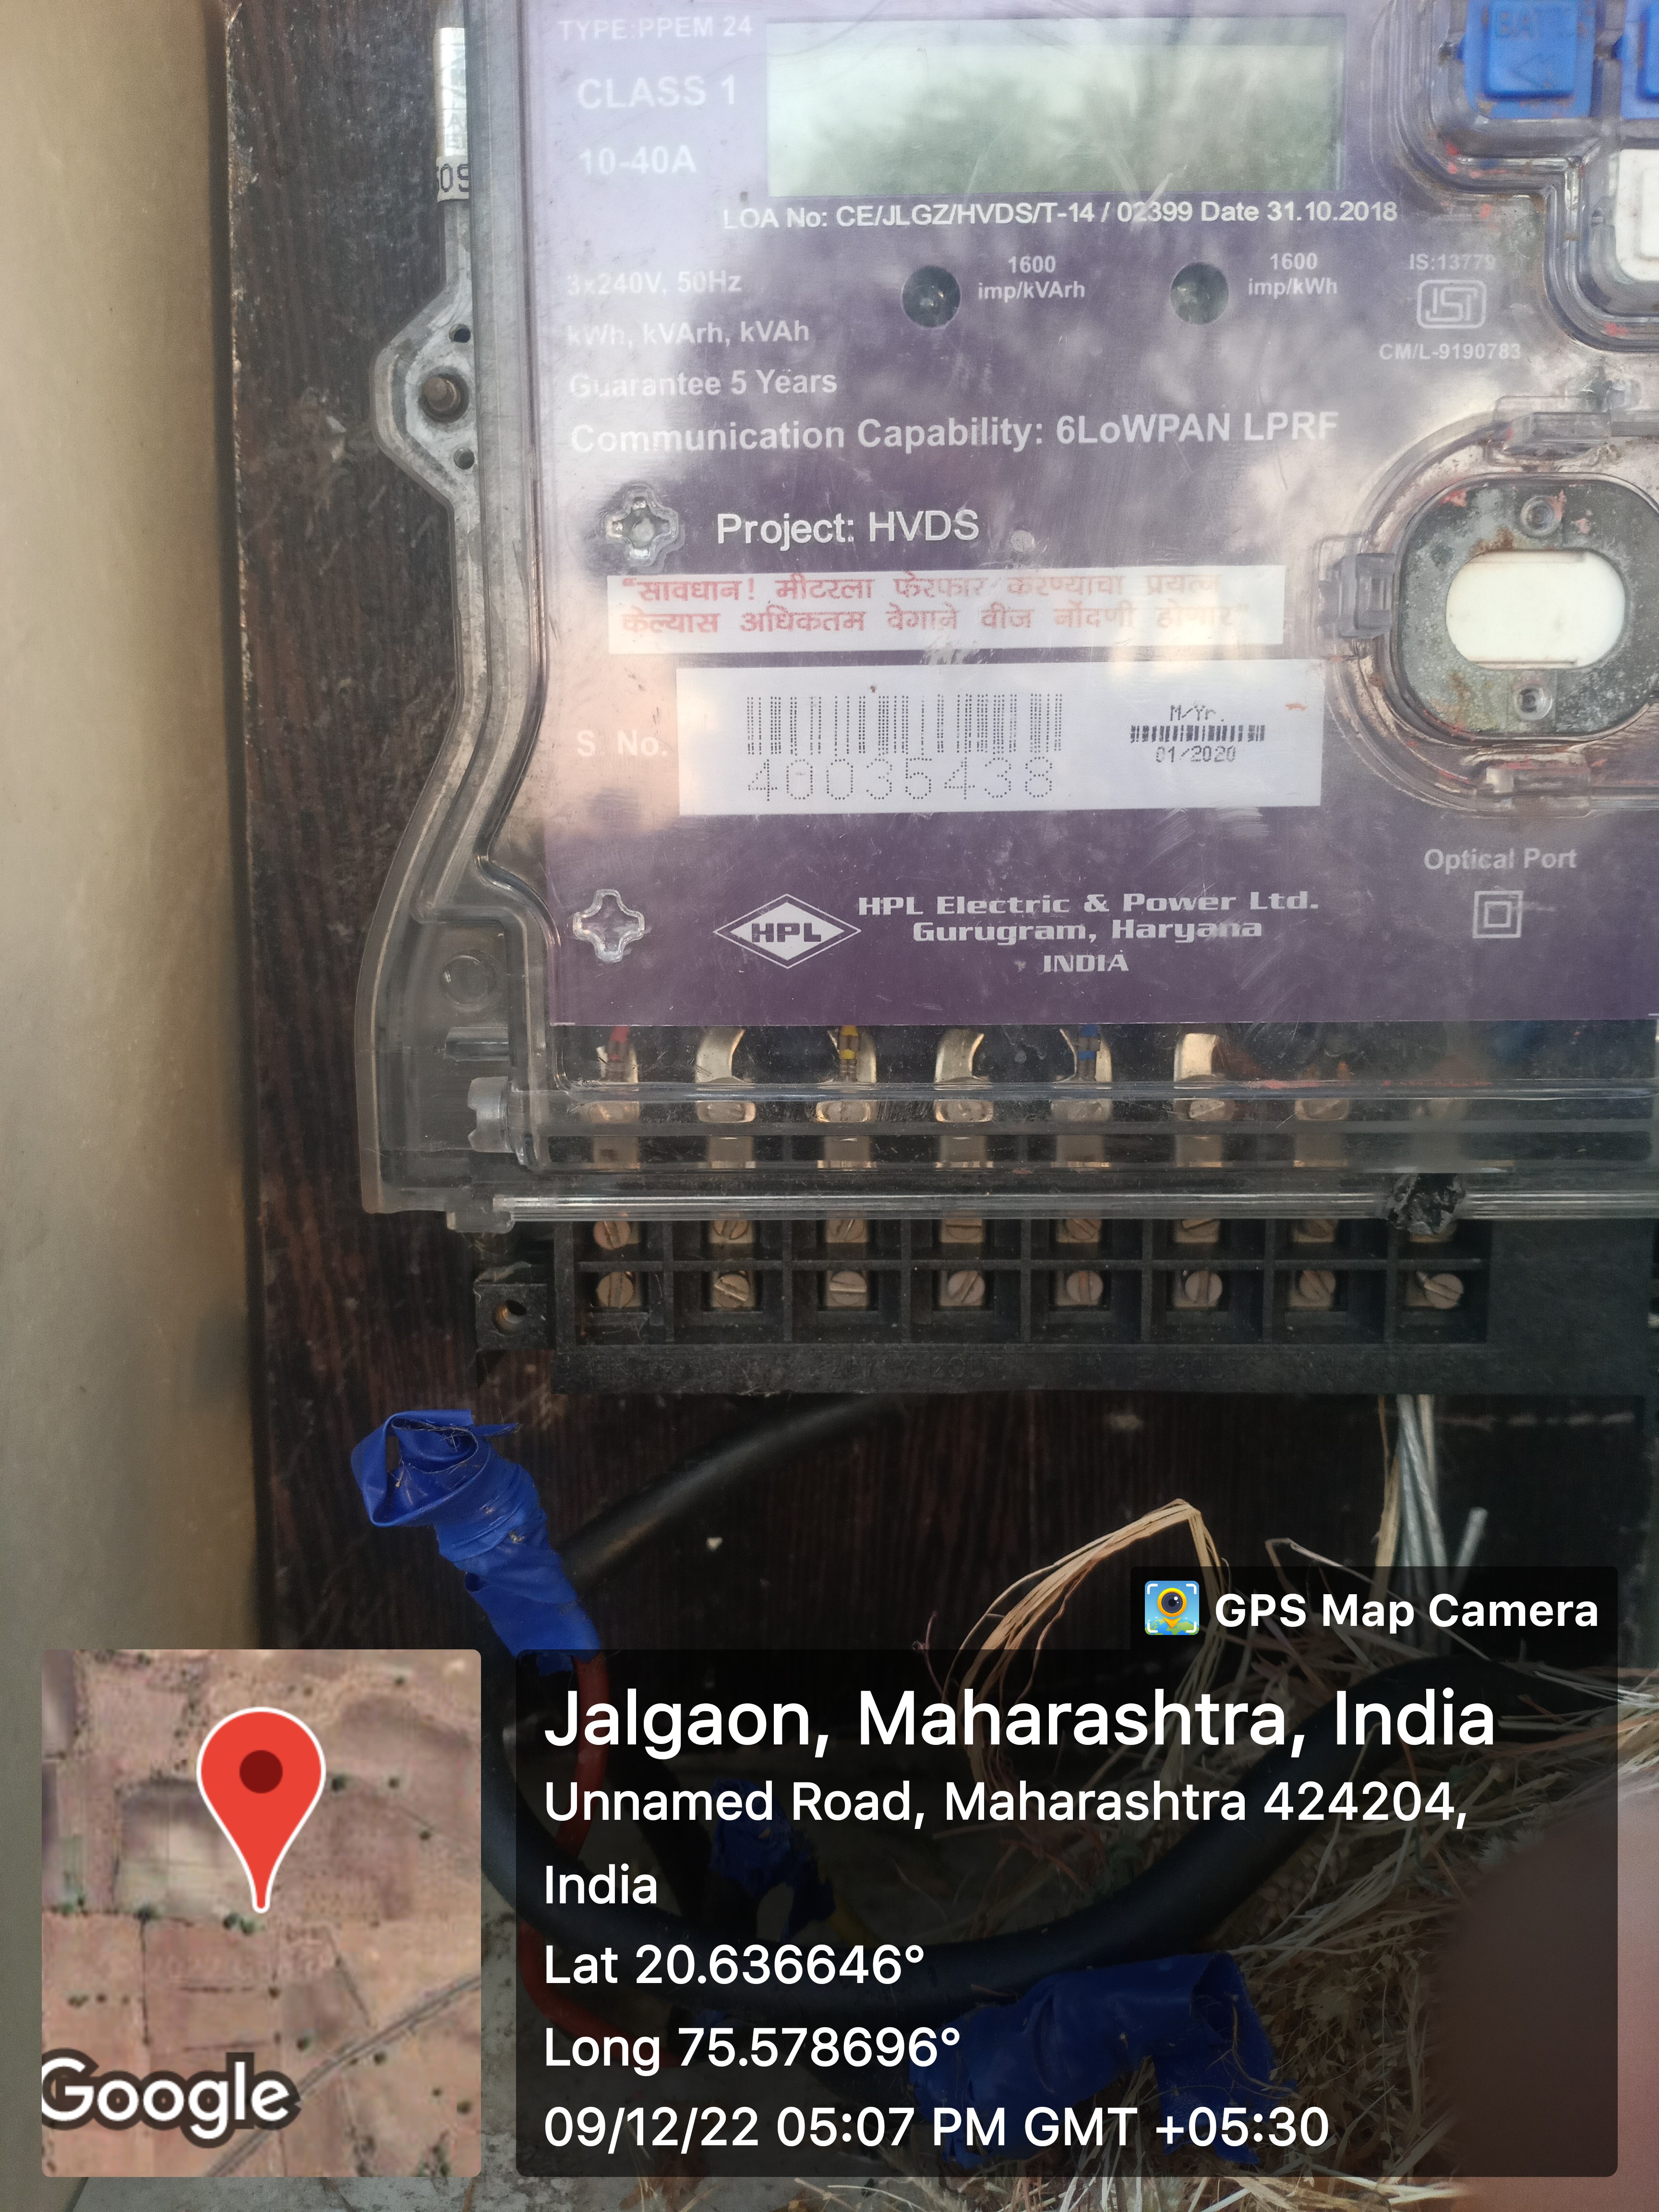 TYPE:PPEM 24
CLASS 1
10-40A
LOA No: CE/JLGZ/HVDS/T-14 / 02399 Date 31.10.2018
3x240V, 50Hz
1600
imp/kVArh
1600
imp/kWh
IS:13779
ISI
CM/L-9190783
kWh, kVArh, kVAh
Guarantee 5 Years
Communication Capability: 6LoWPAN LPRF
Project: HVDS
"सावधान! मीटरला फेरफार करण्याचा प्रयत्न
केल्यास अधिकतम वेगाने वीज नोंदणी होणार"
S. No.
40035438
M/Yr.
01/2020
Optical Port
HPL
HPL Electric & Power Ltd.
Gurugram, Haryana
INDIA
GPS Map Camera
Jalgaon, Maharashtra, India
Unnamed Road, Maharashtra 424204,
India
Lat 20.636646°
Long 75.578696°
09/12/22 05:07 PM GMT +05:30
Google